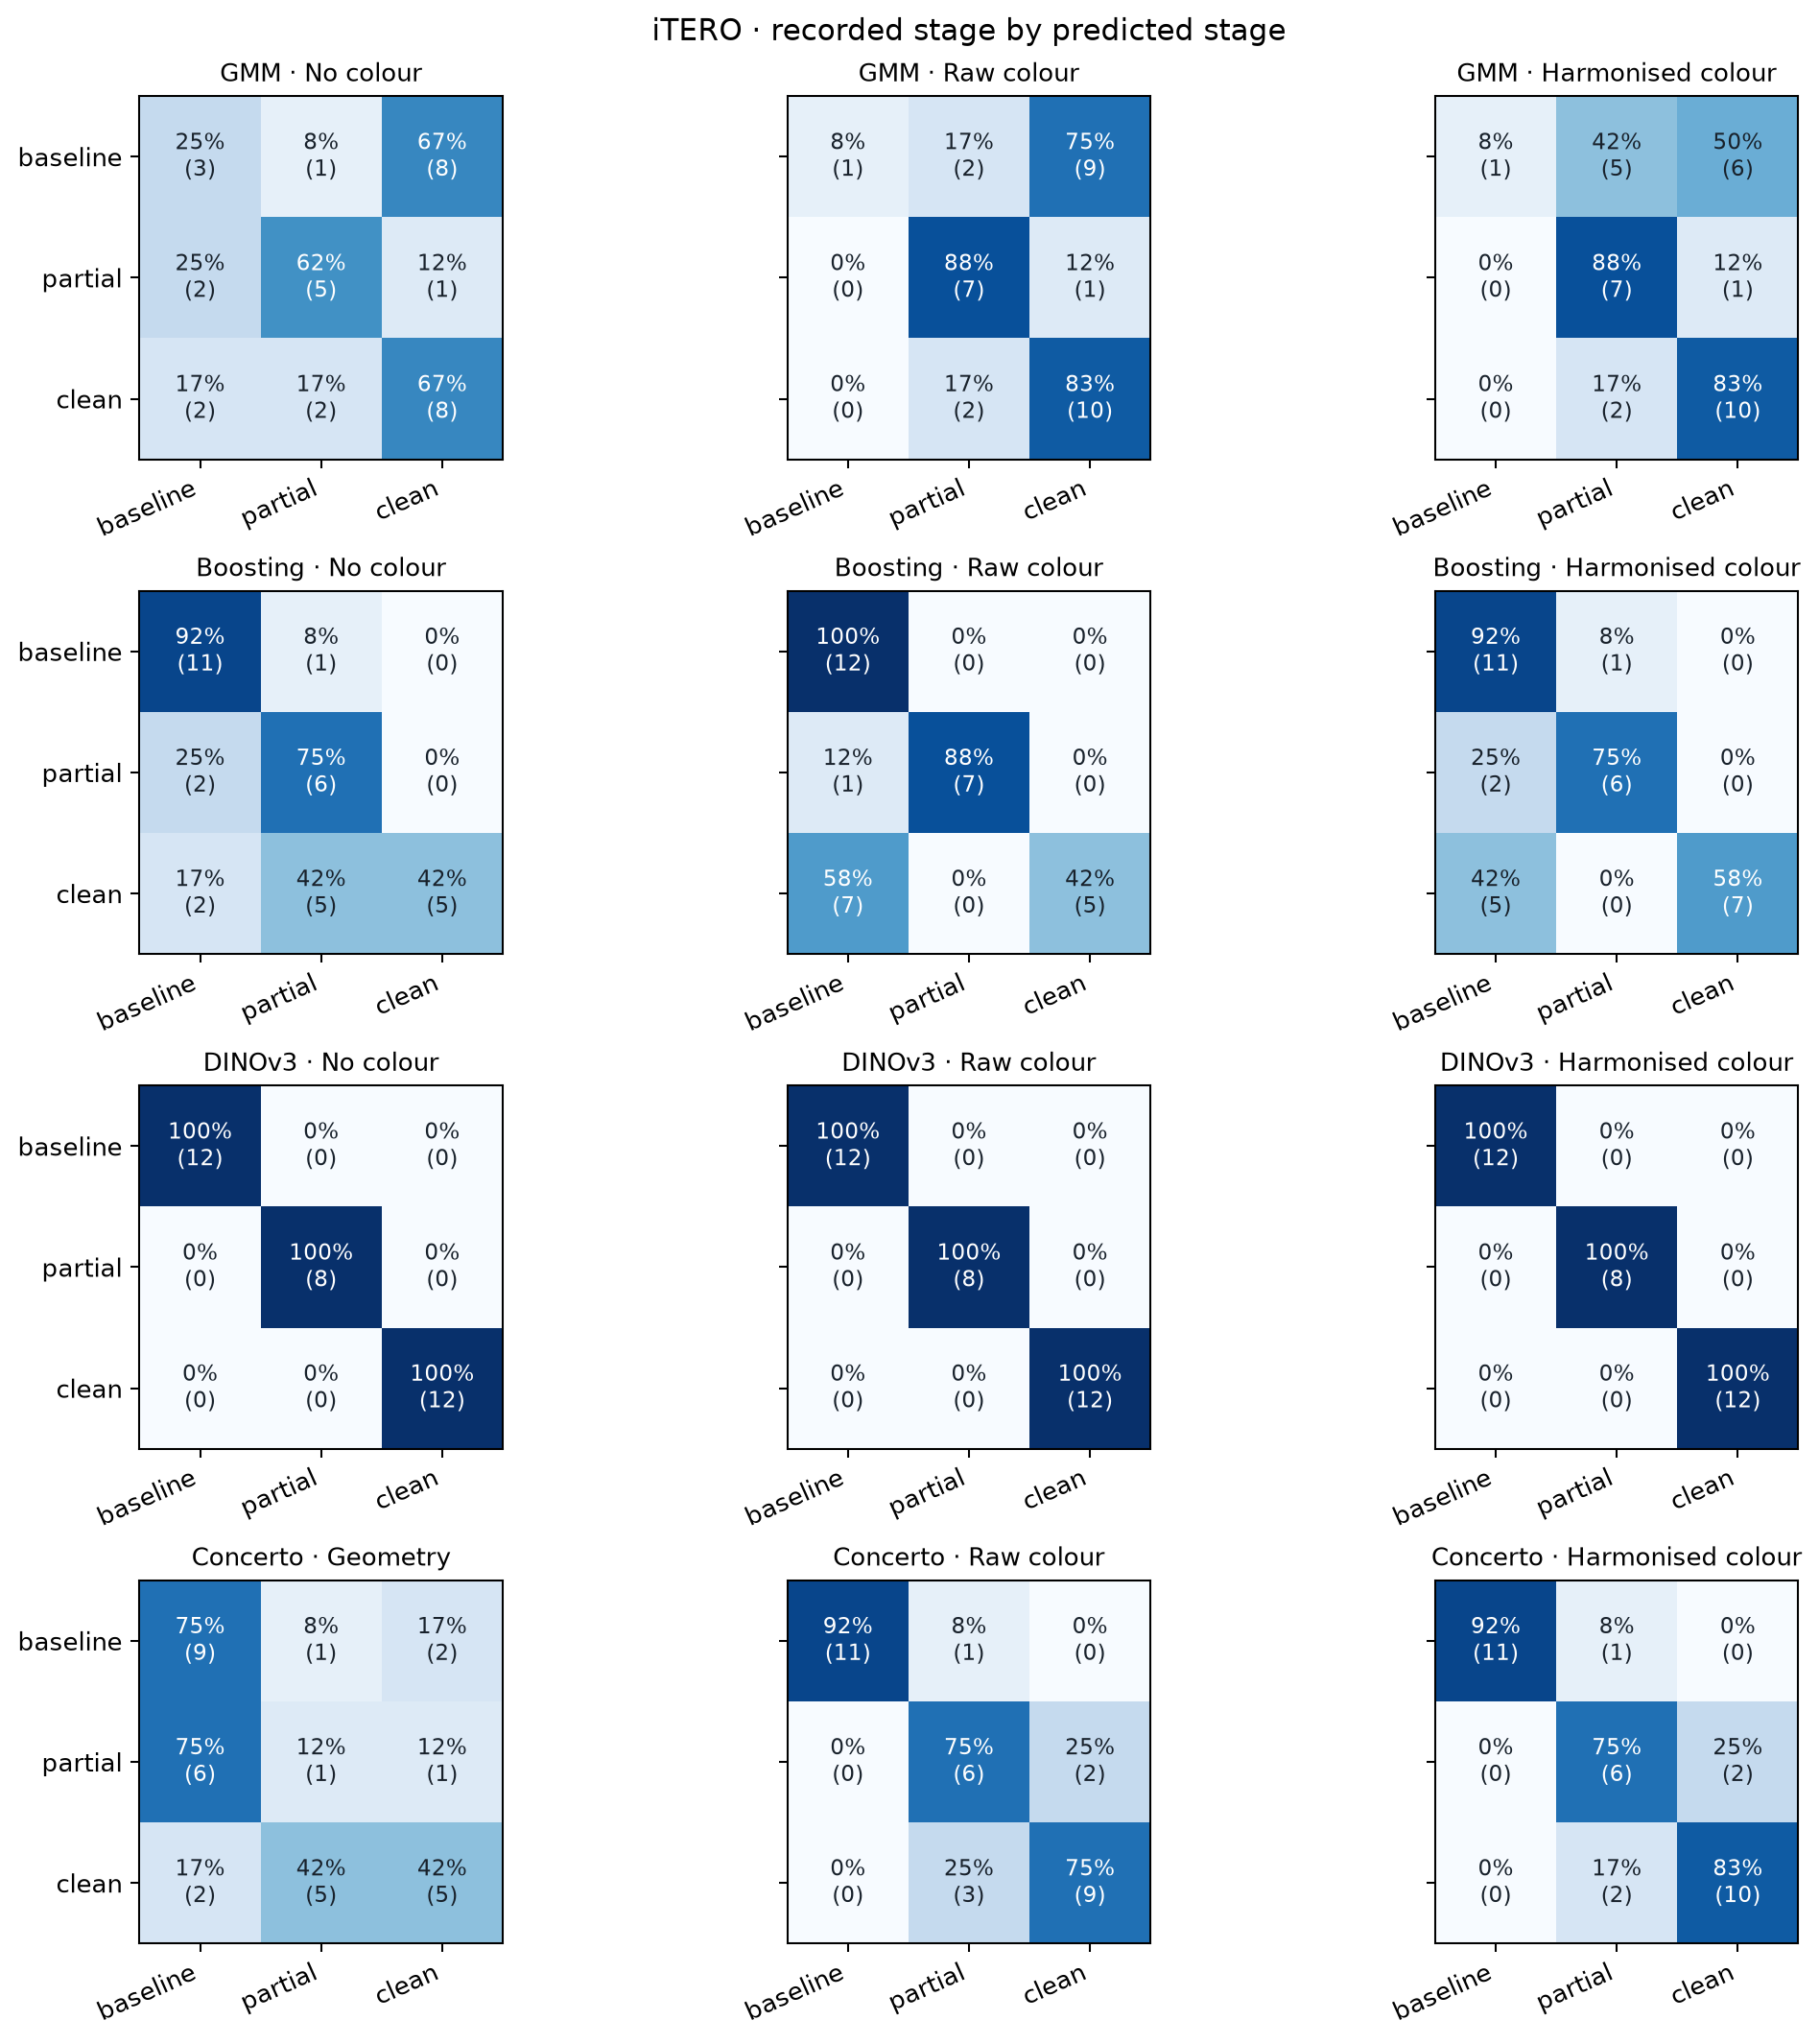 iTERO · recorded stage by predicted stage
GMM · No colour
GMM · Raw colour
GMM · Harmonised colour
baseline 25% 8% 67% 8% 17% 75% 8% 42% 50%
(3) (1) (8) (1) (2) (9) (1) (5) (6)
partial 25% 62% 12% 0% 88% 12% 0% 88% 12%
(2) (5) (1) (0) (7) (1) (0) (7) (1)
clean 17% 17% 67% 0% 17% 83% 0% 17% 83%
(2) (2) (8) (0) (2) (10) (0) (2) (10)
baseline partial clean baseline partial clean baseline partial clean
Boosting · No colour
Boosting · Raw colour
Boosting · Harmonised colour
baseline 92% 8% 0% 100% 0% 0% 92% 8% 0%
(11) (1) (0) (12) (0) (0) (11) (1) (0)
partial 25% 75% 0% 12% 88% 0% 25% 75% 0%
(2) (6) (0) (1) (7) (0) (2) (6) (0)
clean 17% 42% 42% 58% 0% 42% 42% 0% 58%
(2) (5) (5) (7) (0) (5) (5) (0) (7)
baseline partial clean baseline partial clean baseline partial clean
DINOv3 · No colour
DINOv3 · Raw colour
DINOv3 · Harmonised colour
baseline 100% 0% 0% 100% 0% 0% 100% 0% 0%
(12) (0) (0) (12) (0) (0) (12) (0) (0)
partial 0% 100% 0% 0% 100% 0% 0% 100% 0%
(0) (8) (0) (0) (8) (0) (0) (8) (0)
clean 0% 0% 100% 0% 0% 100% 0% 0% 100%
(0) (0) (12) (0) (0) (12) (0) (0) (12)
baseline partial clean baseline partial clean baseline partial clean
Concerto · Geometry
Concerto · Raw colour
Concerto · Harmonised colour
baseline 75% 8% 17% 92% 8% 0% 92% 8% 0%
(9) (1) (2) (11) (1) (0) (11) (1) (0)
partial 75% 12% 12% 0% 75% 25% 0% 75% 25%
(6) (1) (1) (0) (6) (2) (0) (6) (2)
clean 17% 42% 42% 0% 25% 75% 0% 17% 83%
(2) (5) (5) (0) (3) (9) (0) (2) (10)
baseline partial clean baseline partial clean baseline partial clean